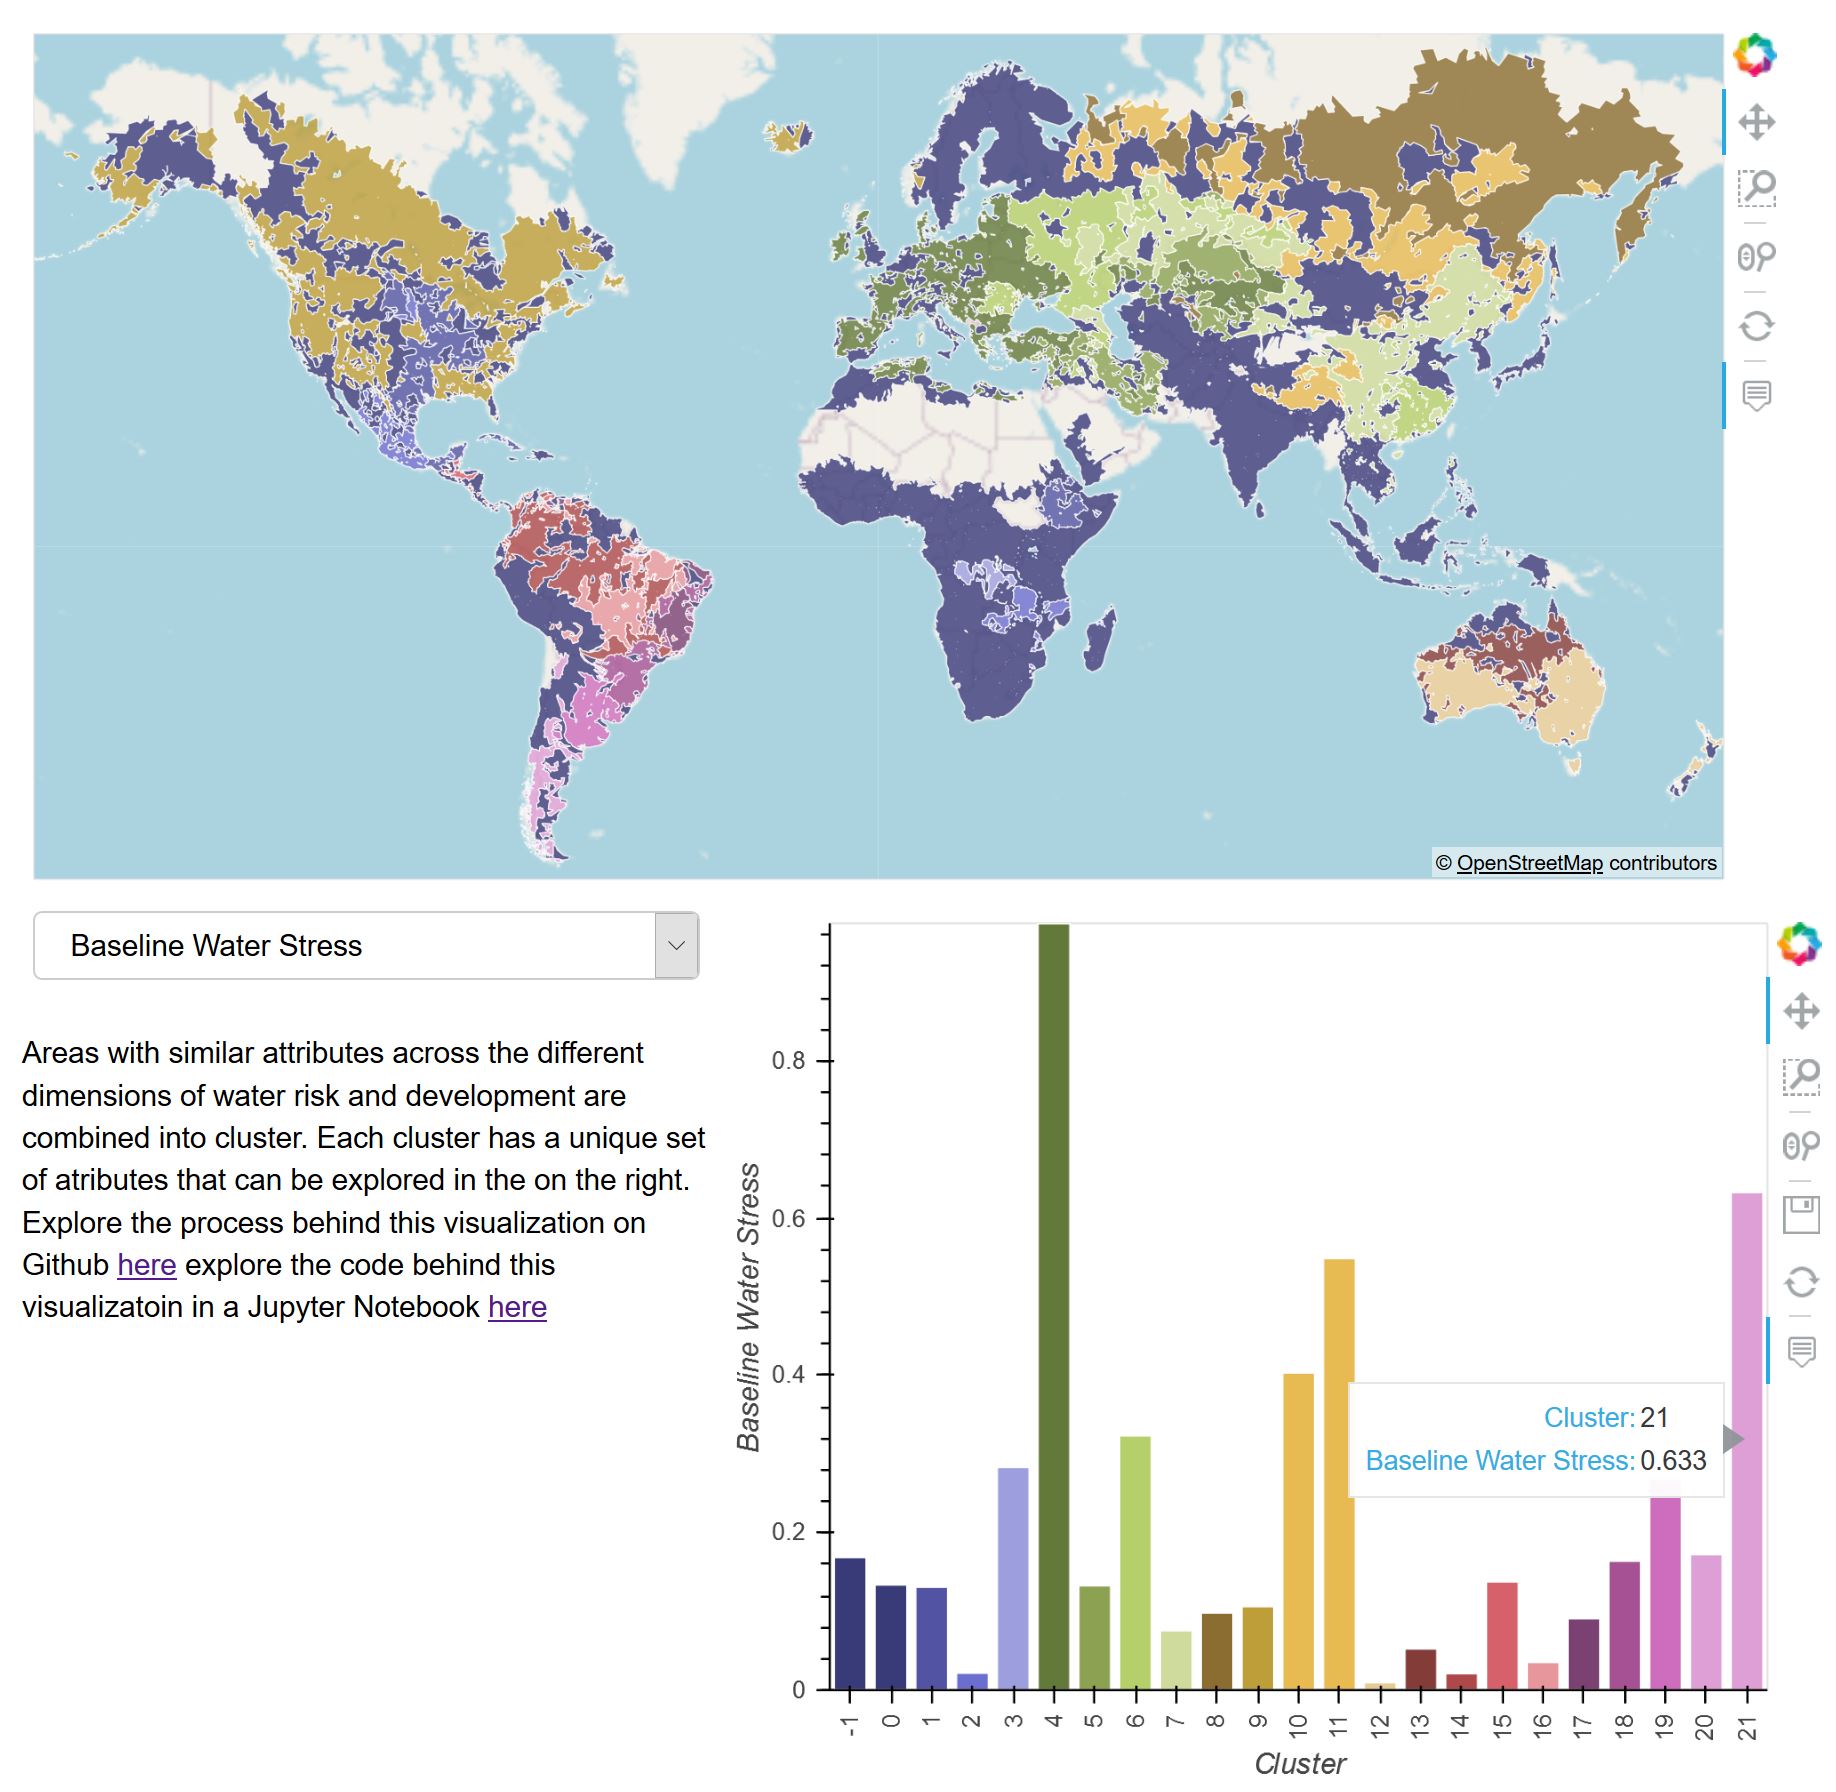 © OpenStreetMap contributors
Baseline Water Stress
Areas with similar attributes across the different
dimensions of water risk and development are
combined into cluster. Each cluster has a unique set
of atributes that can be explored in the on the right.
Explore the process behind this visualization on
Github here explore the code behind this
visualizatoin in a Jupyter Notebook here
Baseline Water Stress
0.8
0.6
0.4
0.2
0
Cluster: 21
Baseline Water Stress: 0.633
-1 0 1 2 3 4 5 6 7 8 9 10 11 12 13 14 15 16 17 18 19 20 21
Cluster